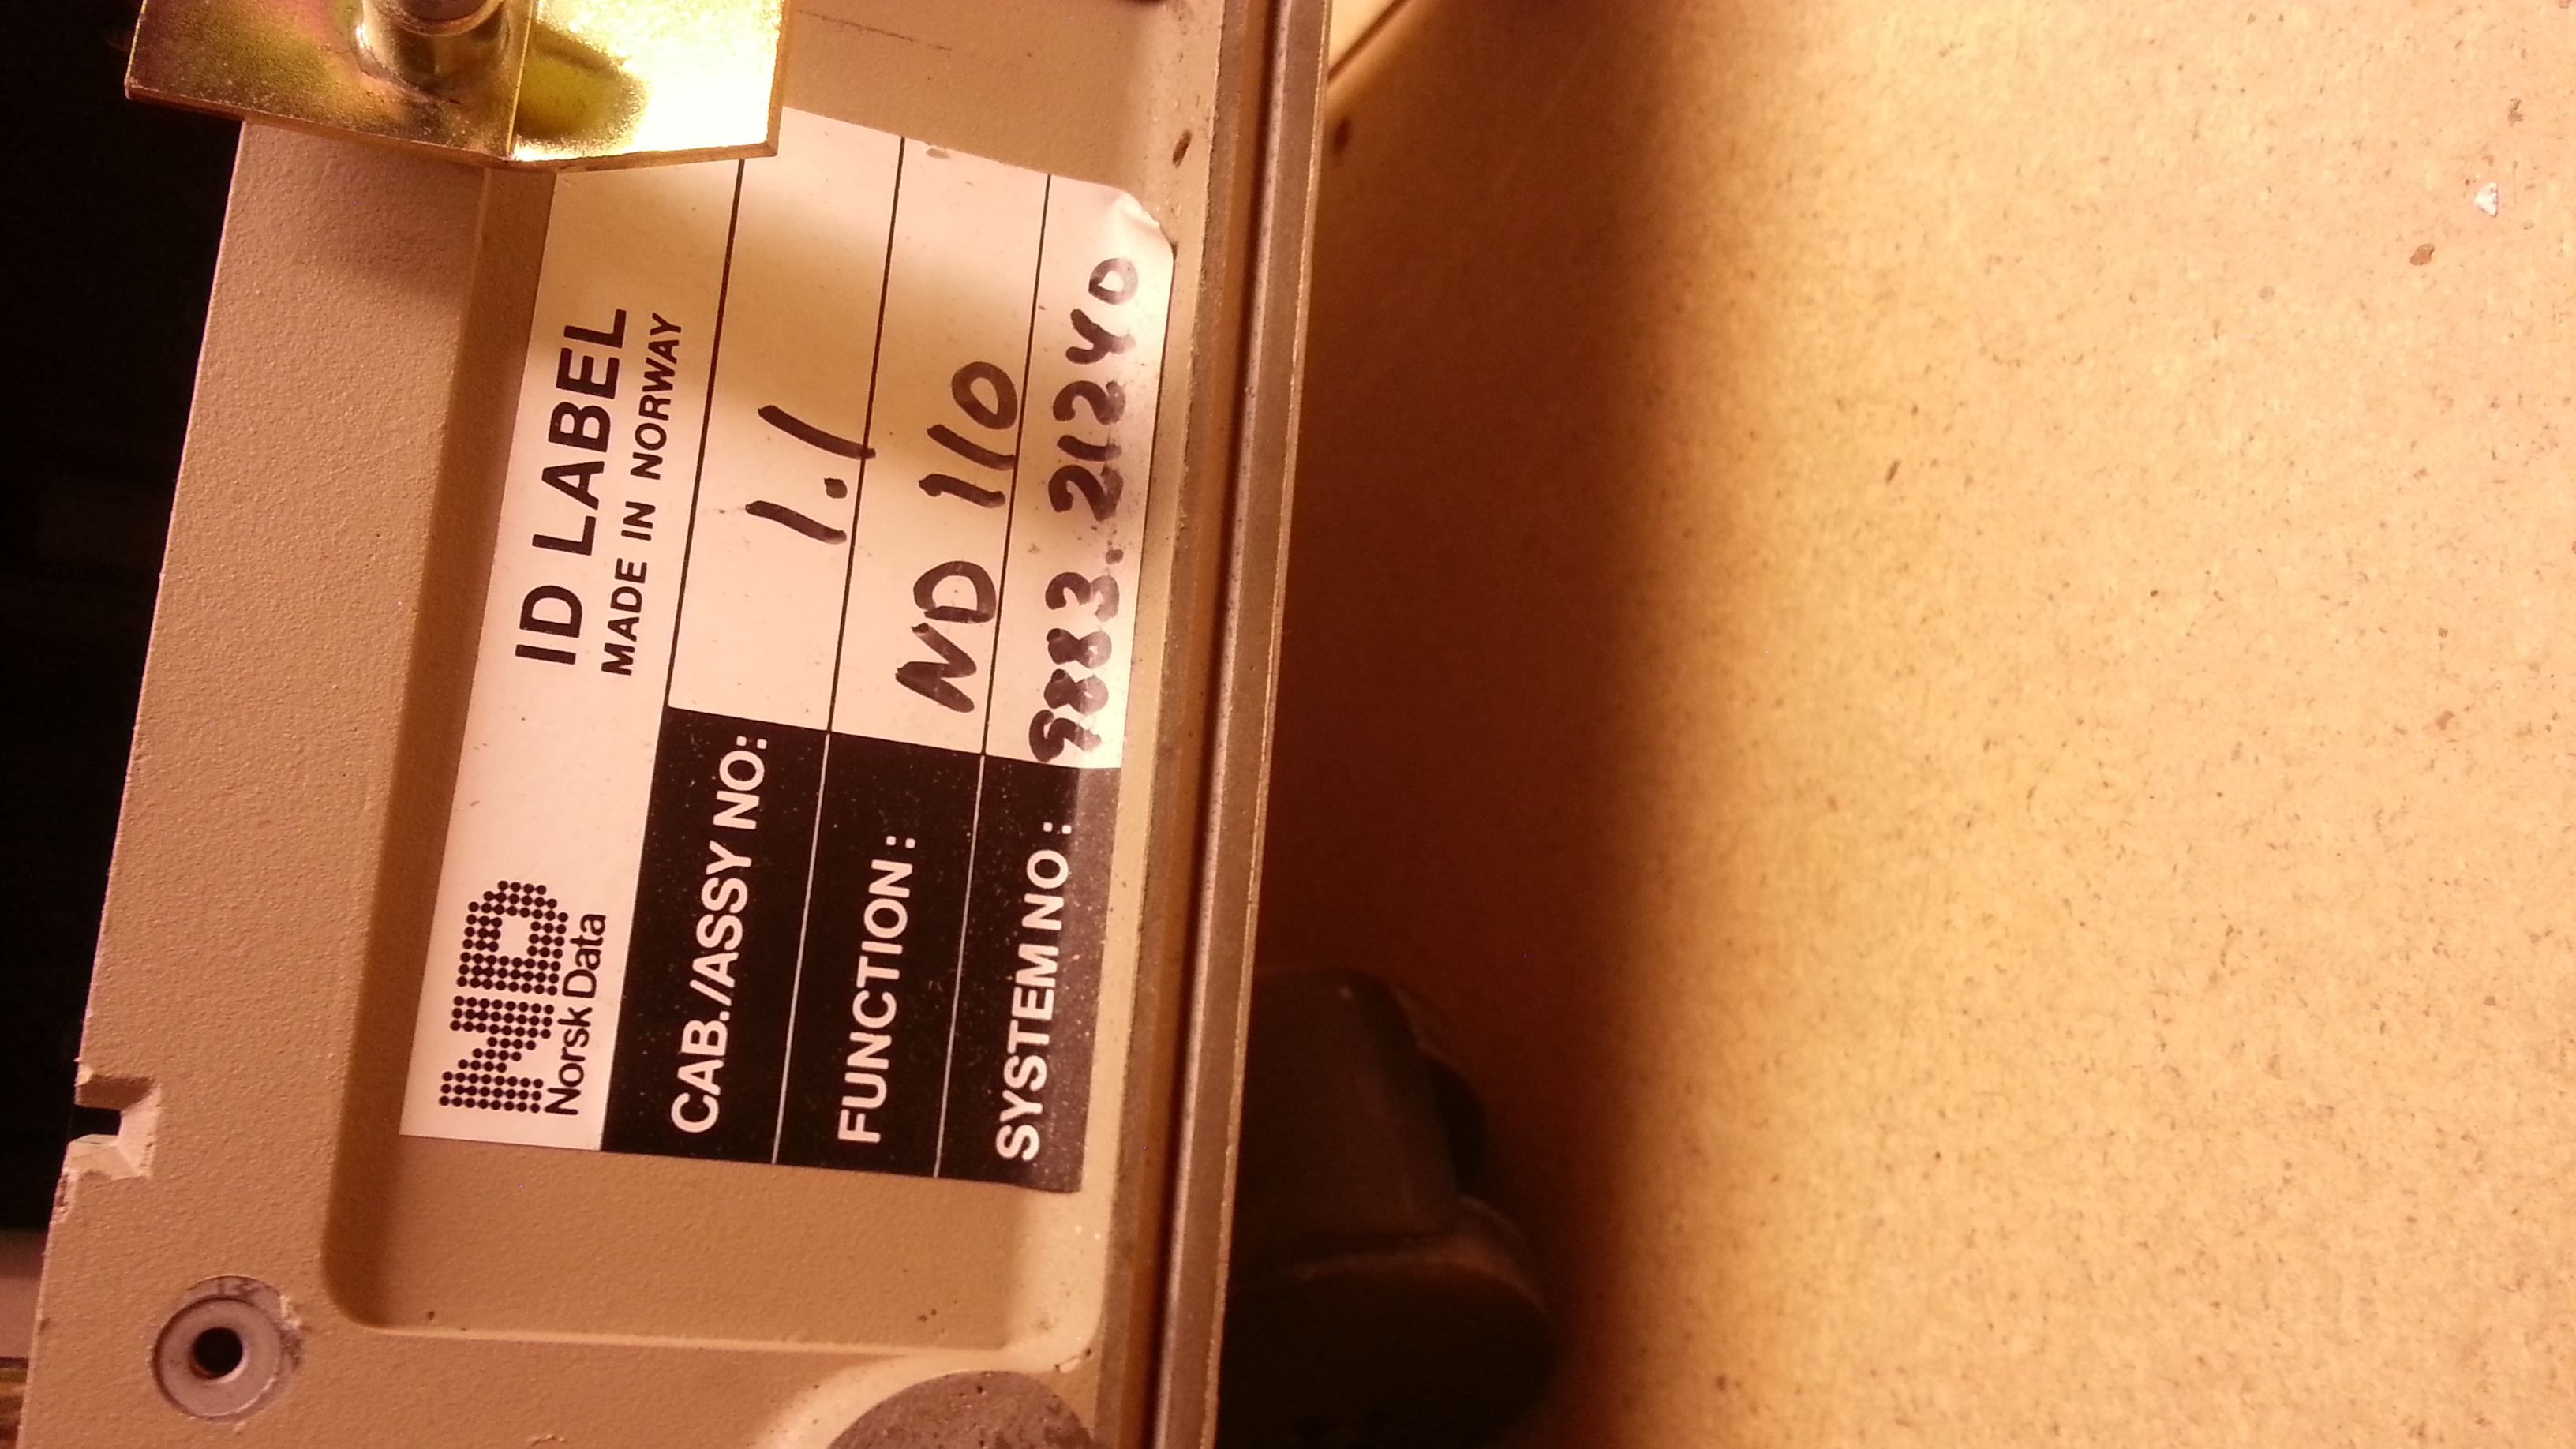 ND
Norsk Data
ID LABEL
MADE IN NORWAY
CAB./ASSY NO: 1.1
FUNCTION: ND 110
SYSTEM NO: 9883.21240